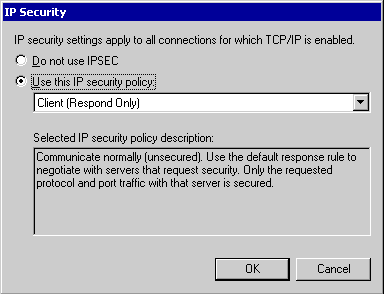 IP Security
IP security settings apply to all connections for which TCP/IP is enabled.
Do not use IPSEC
Use this IP security policy:
Client (Respond Only)
Selected IP security policy description:
Communicate normally (unsecured). Use the default response rule to
negotiate with servers that request security. Only the requested
protocol and port traffic with that server is secured.
OK
Cancel